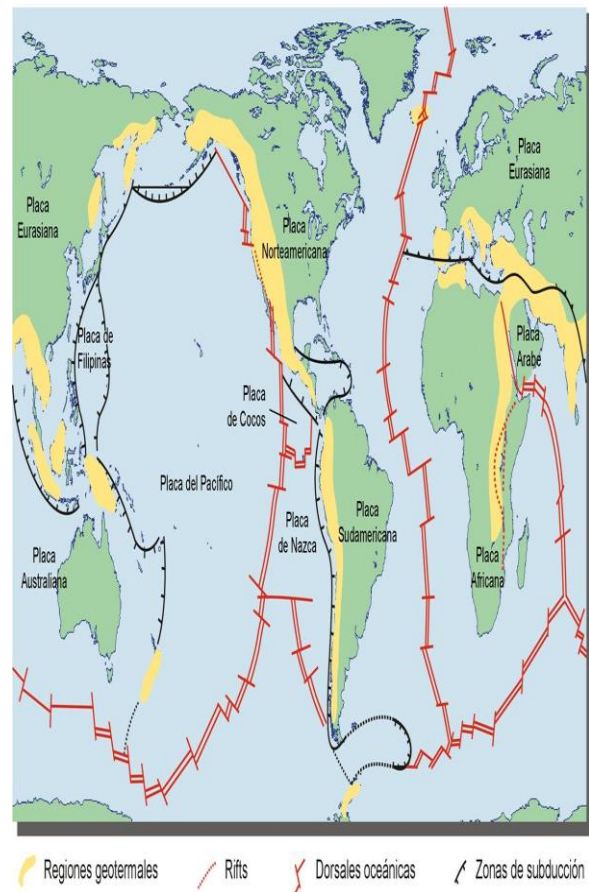 Placa
Eurasiana
Placa
Norteamericana
Placa
Eurasiana
Placa de
Filipinas
Placa
Arabe
Placa
de Cocos
Placa del Pacífico
Placa
de Nazca
Placa
Sudamericana
Placa
Australiana
Placa
Africana
Regiones geotermales
Rifts
Dorsales oceánicas
Zonas de subducción